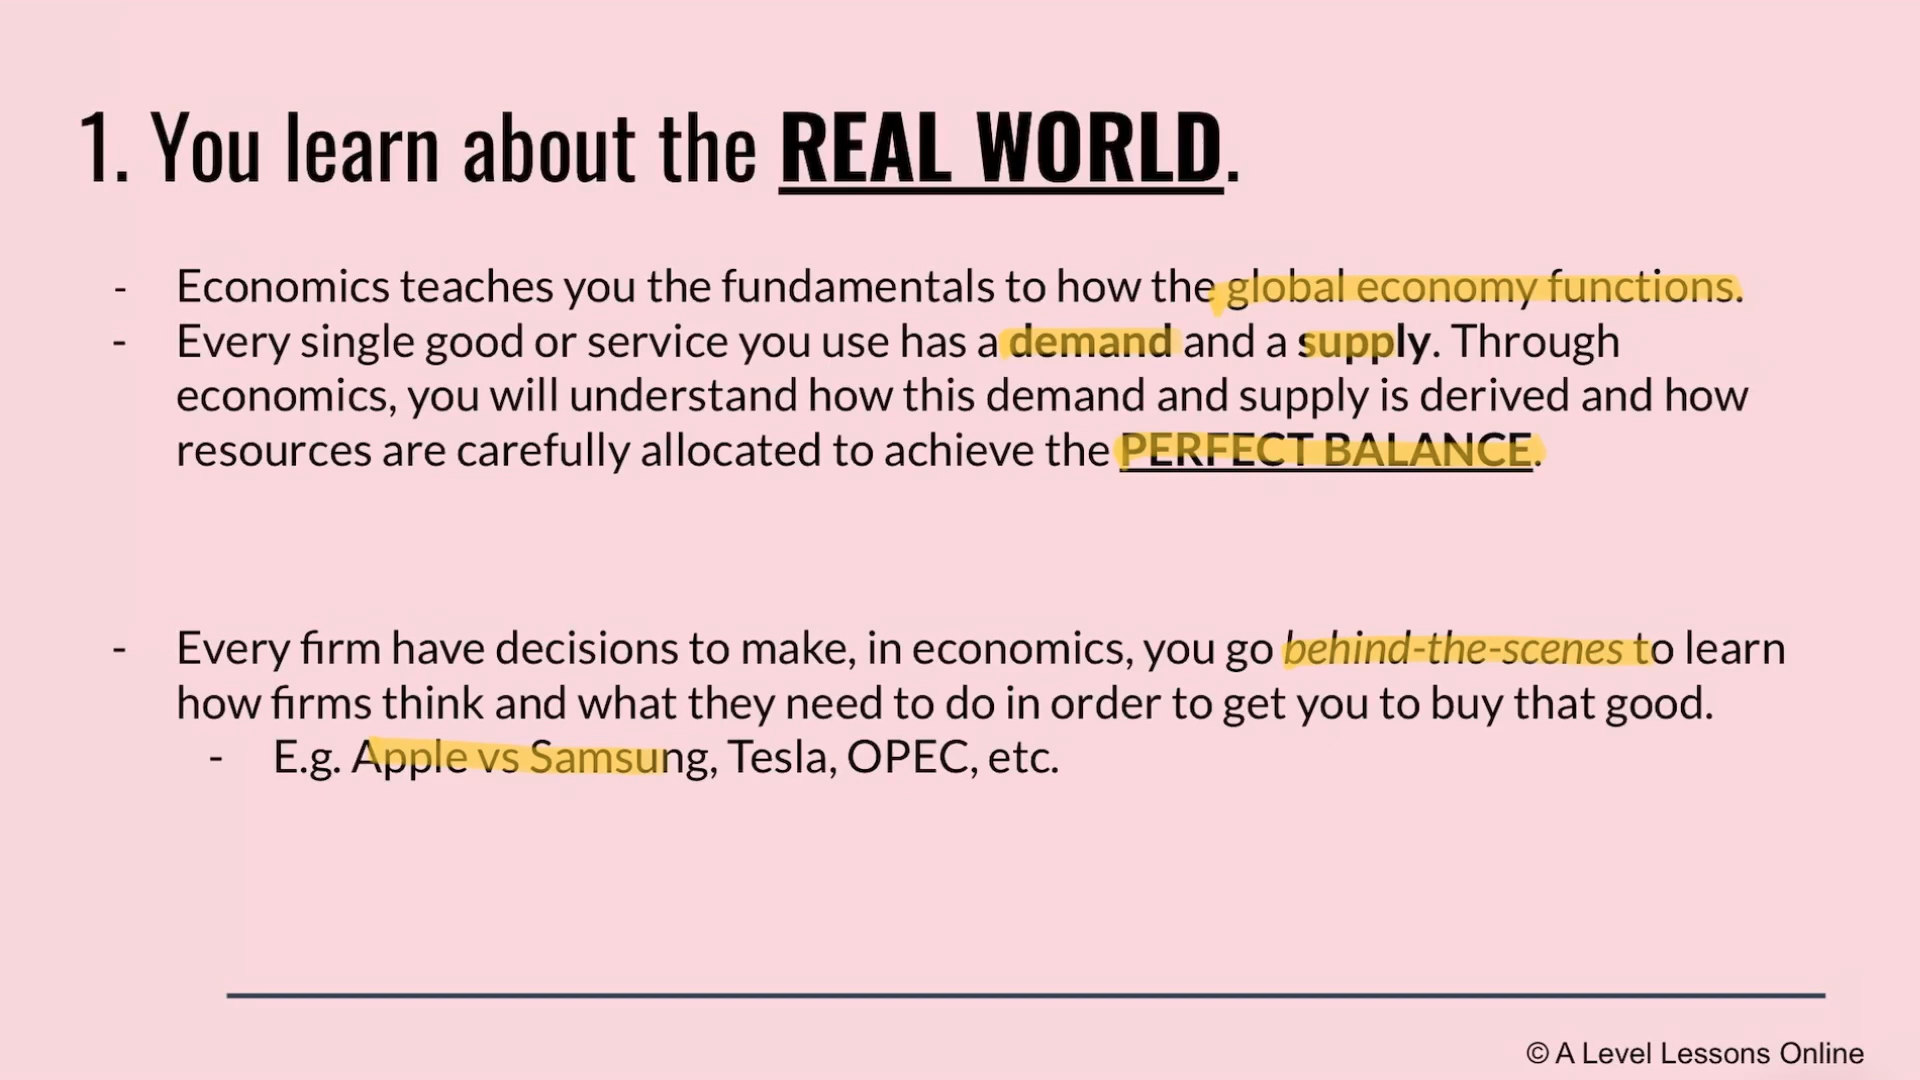 1. You learn about the REAL WORLD.
- Economics teaches you the fundamentals to how the global economy functions.
- Every single good or service you use has a demand and a supply. Through
economics, you will understand how this demand and supply is derived and how
resources are carefully allocated to achieve the PERFECT BALANCE.
- Every firm have decisions to make, in economics, you go behind-the-scenes to learn
how firms think and what they need to do in order to get you to buy that good.
- E.g. Apple vs Samsung, Tesla, OPEC, etc.
© A Level Lessons Online